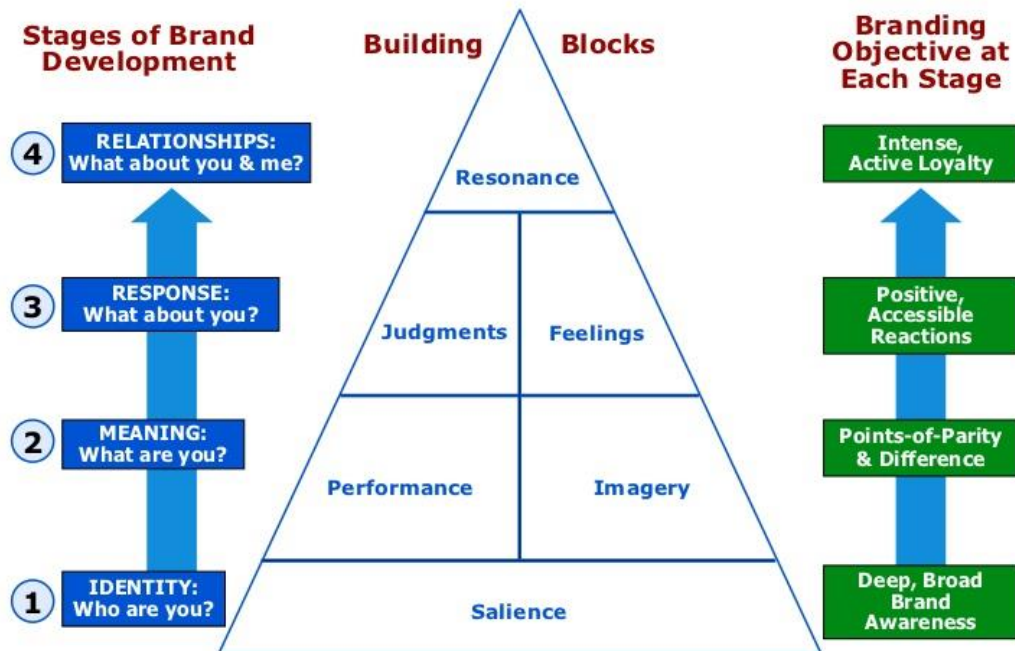 Stages of Brand
Development
Building Blocks
Branding
Objective at
Each Stage
4
RELATIONSHIPS:
What about you & me?
Resonance
Intense,
Active Loyalty
3
RESPONSE:
What about you?
Judgments
Feelings
Positive,
Accessible
Reactions
2
MEANING:
What are you?
Performance
Imagery
Points-of-Parity
& Difference
1
IDENTITY:
Who are you?
Salience
Deep, Broad
Brand
Awareness